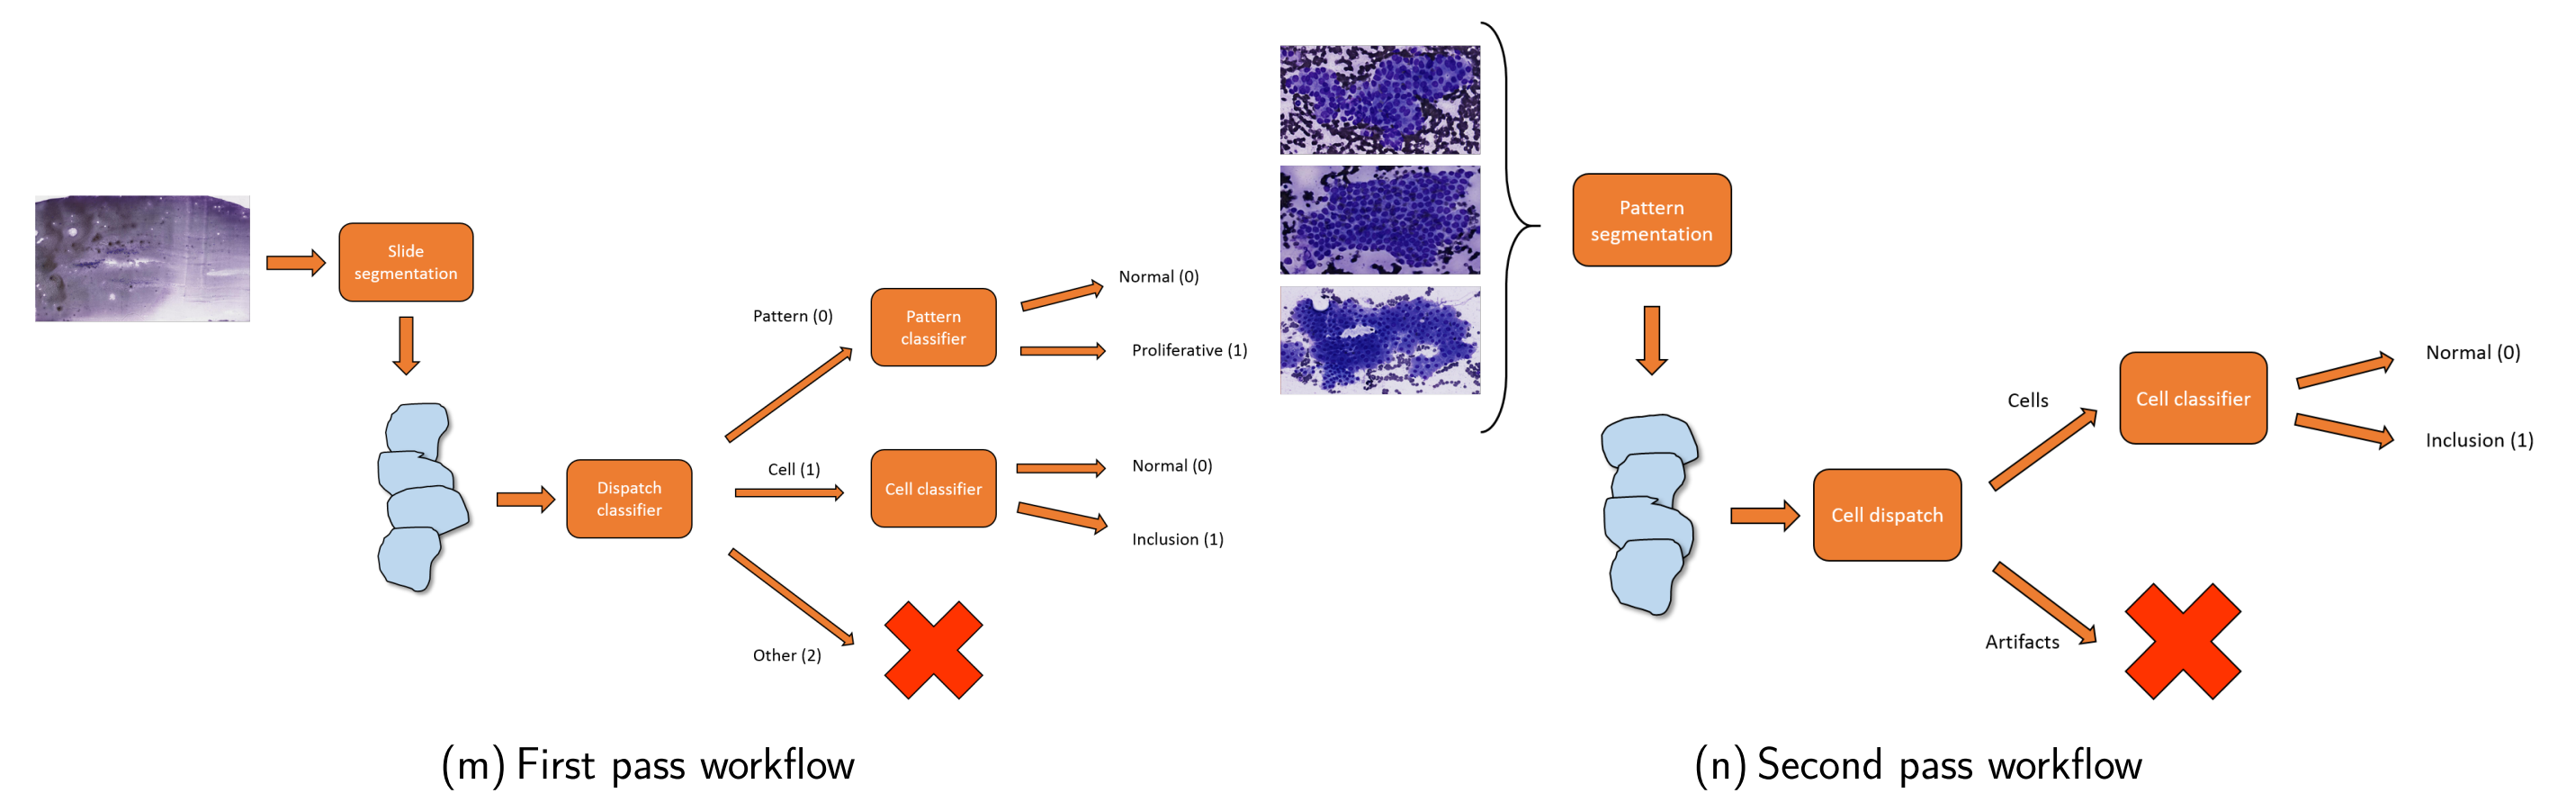 Slide
segmentation
Dispatch
classifier
Pattern (0)
Pattern
classifier
Normal (0)
Proliferative (1)
Cell (1)
Cell classifier
Normal (0)
Inclusion (1)
Other (2)
(m) First pass workflow
Pattern
segmentation
Cell dispatch
Cells
Cell classifier
Normal (0)
Inclusion (1)
Artifacts
(n) Second pass workflow